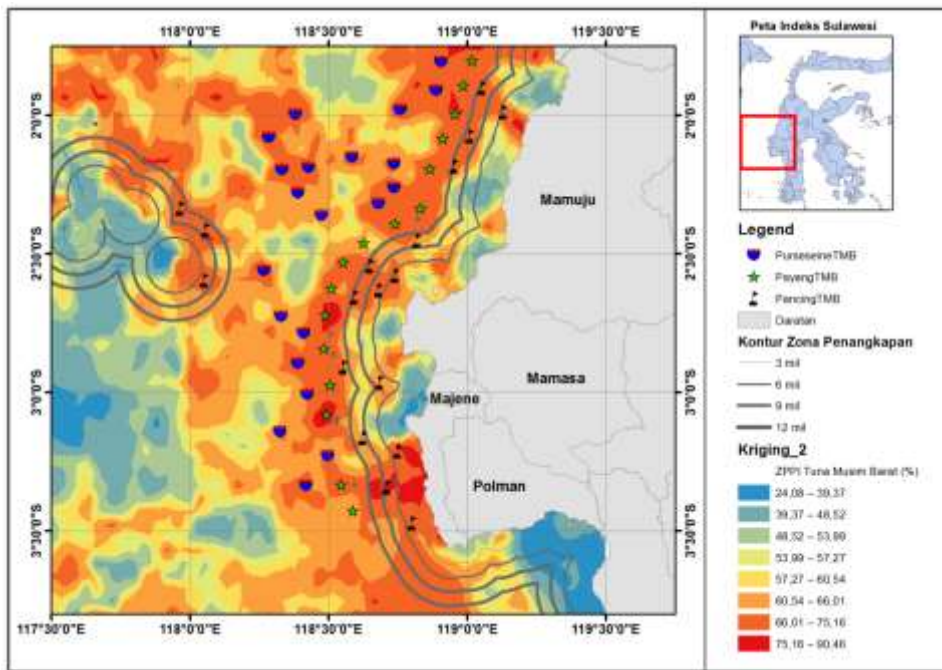 118°0'0"E 118°30'0"E 119°0'0"E 119°30'0"E
2°0'0"S 2°0'0"S
2°30'0"S 2°30'0"S
3°0'0"S 3°0'0"S
3°30'0"S 3°30'0"S
Mamuju
Mamasa
Majene
Polman
117°30'0"E 118°0'0"E 118°30'0"E 119°0'0"E 119°30'0"E
Peta Indeks Sulawesi
Legend
PurseseineTMB
PayangTMB
PancingTMB
Daratan
Kontur Zona Penangkapan
3 mil
6 mil
9 mil
12 mil
Kriging_2
ZPPI Tuna Musim Barat (%)
24,08 – 39,37
39,37 – 48,52
48,52 – 53,99
53,99 – 57,27
57,27 – 60,54
60,54 – 66,01
66,01 – 75,16
75,16 – 90,46